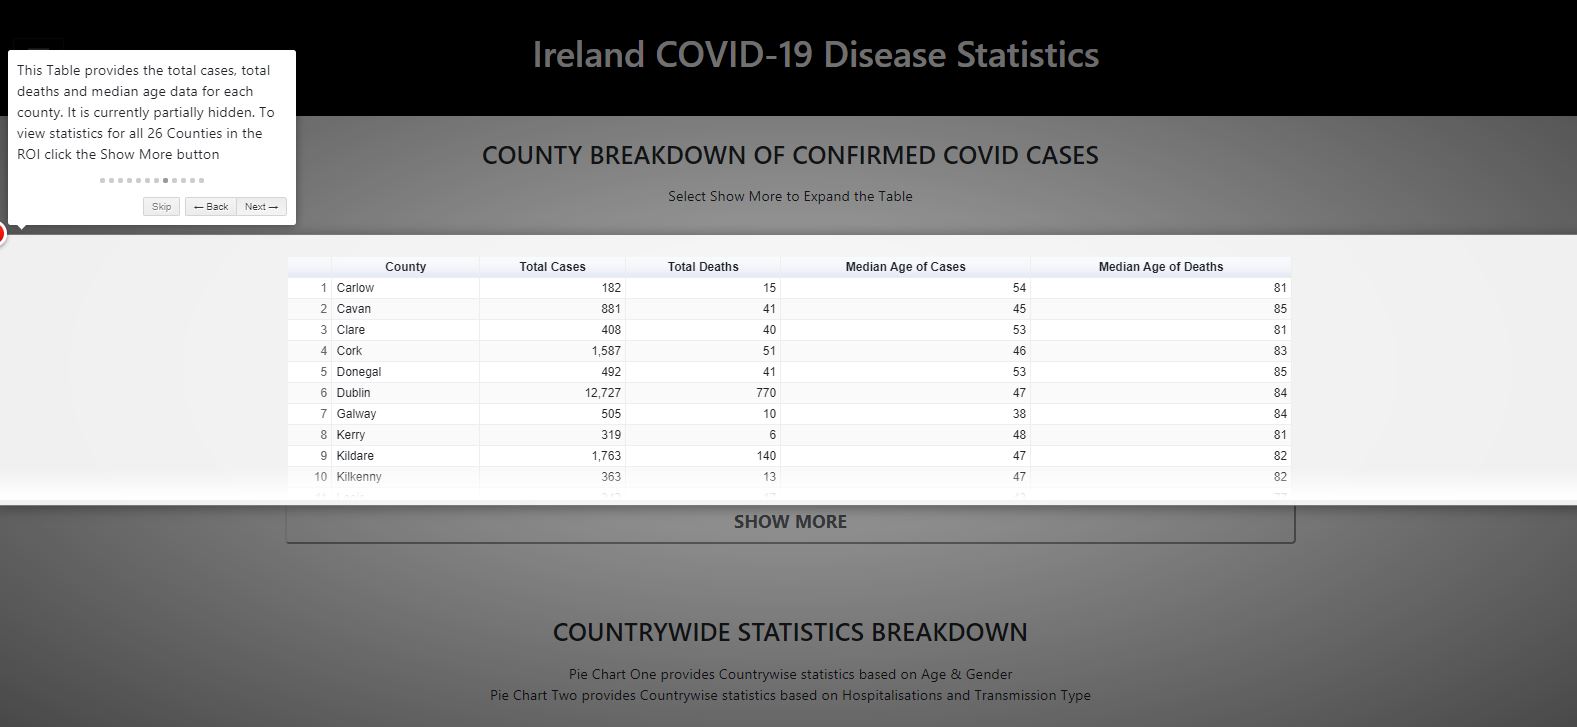 Ireland COVID-19 Disease Statistics
This Table provides the total cases, total
deaths and median age data for each
county. It is currently partially hidden. To
view statistics for all 26 Counties in the
ROI click the Show More button
Skip ← Back Next →
COUNTY BREAKDOWN OF CONFIRMED COVID CASES
Select Show More to Expand the Table
County Total Cases Total Deaths Median Age of Cases Median Age of Deaths
1 Carlow 182 15 54 81
2 Cavan 881 41 45 85
3 Clare 408 40 53 81
4 Cork 1,587 51 46 83
5 Donegal 492 41 53 85
6 Dublin 12,727 770 47 84
7 Galway 505 10 38 84
8 Kerry 319 6 48 81
9 Kildare 1,763 140 47 82
10 Kilkenny 363 13 47 82
SHOW MORE
COUNTRYWIDE STATISTICS BREAKDOWN
Pie Chart One provides Countrywise statistics based on Age & Gender
Pie Chart Two provides Countrywise statistics based on Hospitalisations and Transmission Type